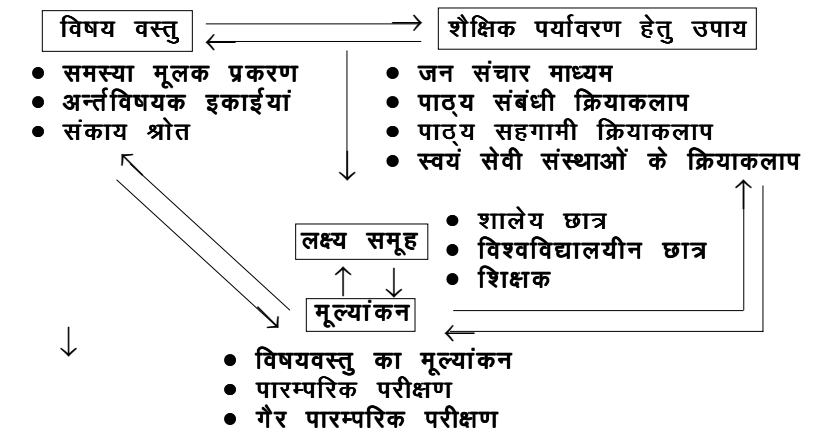 विषय वस्तु
शैक्षिक पर्यावरण हेतु उपाय
● समस्या मूलक प्रकरण
● अर्न्तविषयक इकाईयां
● संकाय श्रोत
● जन संचार माध्यम
● पाठ्य संबंधी क्रियाकलाप
● पाठ्य सहगामी क्रियाकलाप
● स्वयं सेवी संस्थाओं के क्रियाकलाप
लक्ष्य समूह
● शालेय छात्र
● विश्वविद्यालयीन छात्र
● शिक्षक
मूल्यांकन
● विषयवस्तु का मूल्यांकन
● पारम्परिक परीक्षण
● गैर पारम्परिक परीक्षण